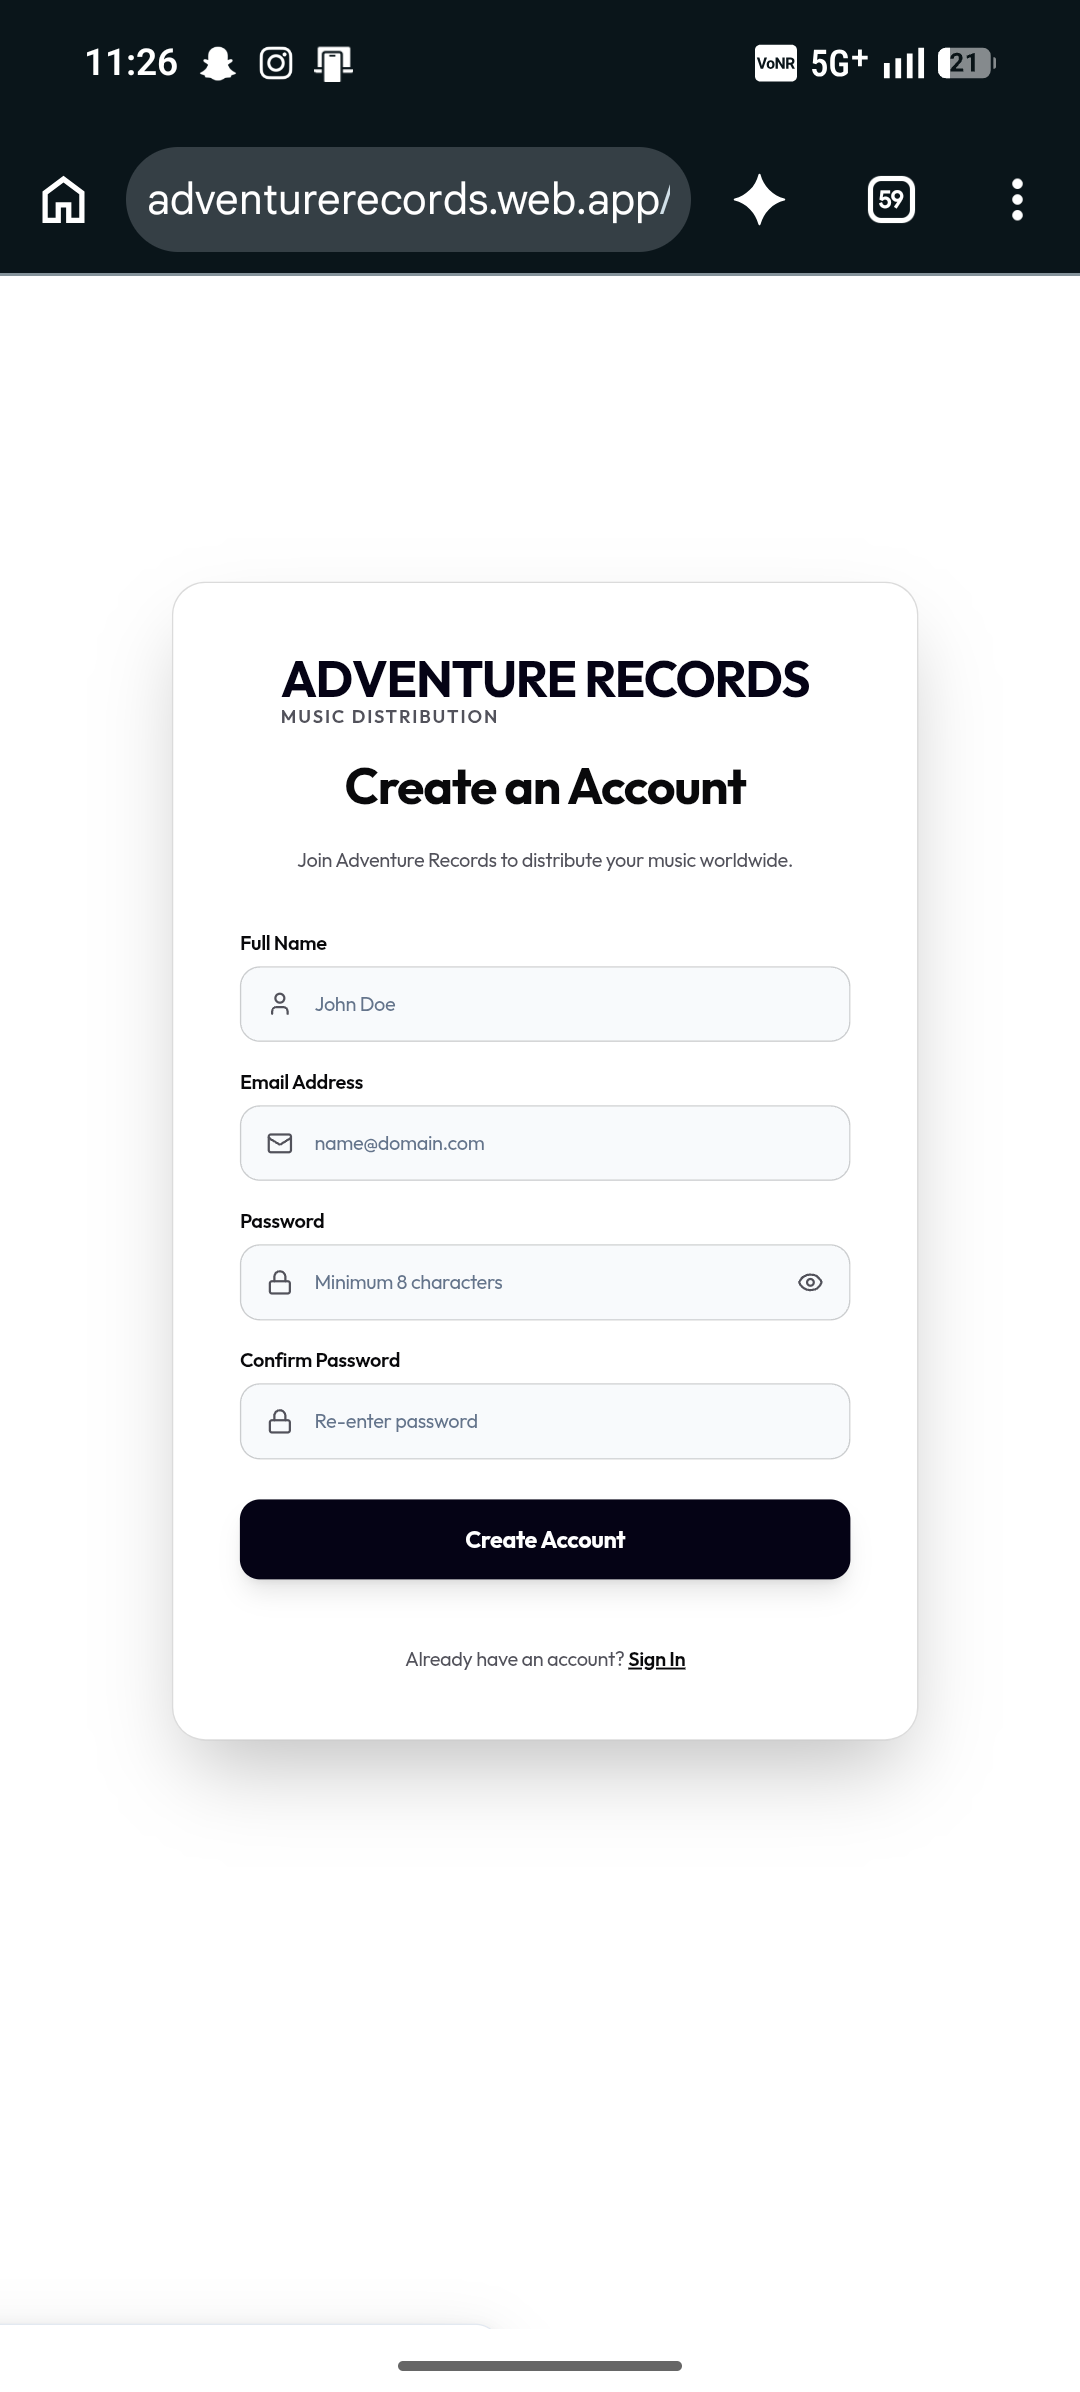 11:26 VoNR 5G+ 21
adventurerecords.web.app/ 59
ADVENTURE RECORDS
MUSIC DISTRIBUTION
Create an Account
Join Adventure Records to distribute your music worldwide.
Full Name
John Doe
Email Address
name@domain.com
Password
Minimum 8 characters
Confirm Password
Re-enter password
Create Account
Already have an account? Sign In